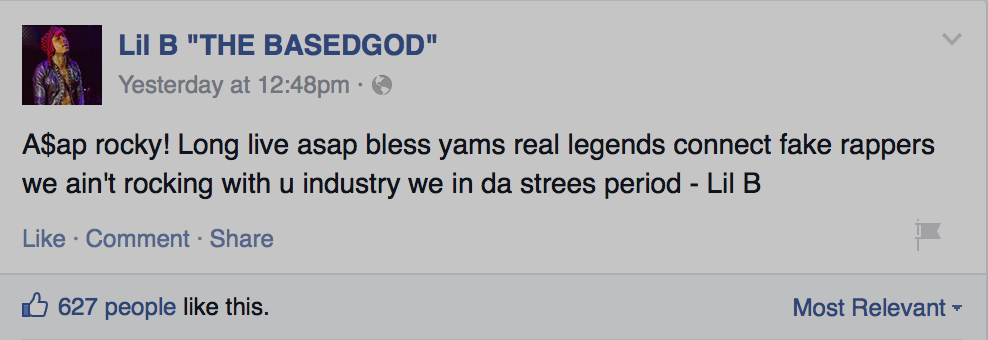 Lil B "THE BASEDGOD"
Yesterday at 12:48pm ·
A$ap rocky! Long live asap bless yams real legends connect fake rappers
we ain't rocking with u industry we in da strees period - Lil B
Like · Comment · Share
627 people like this.
Most Relevant